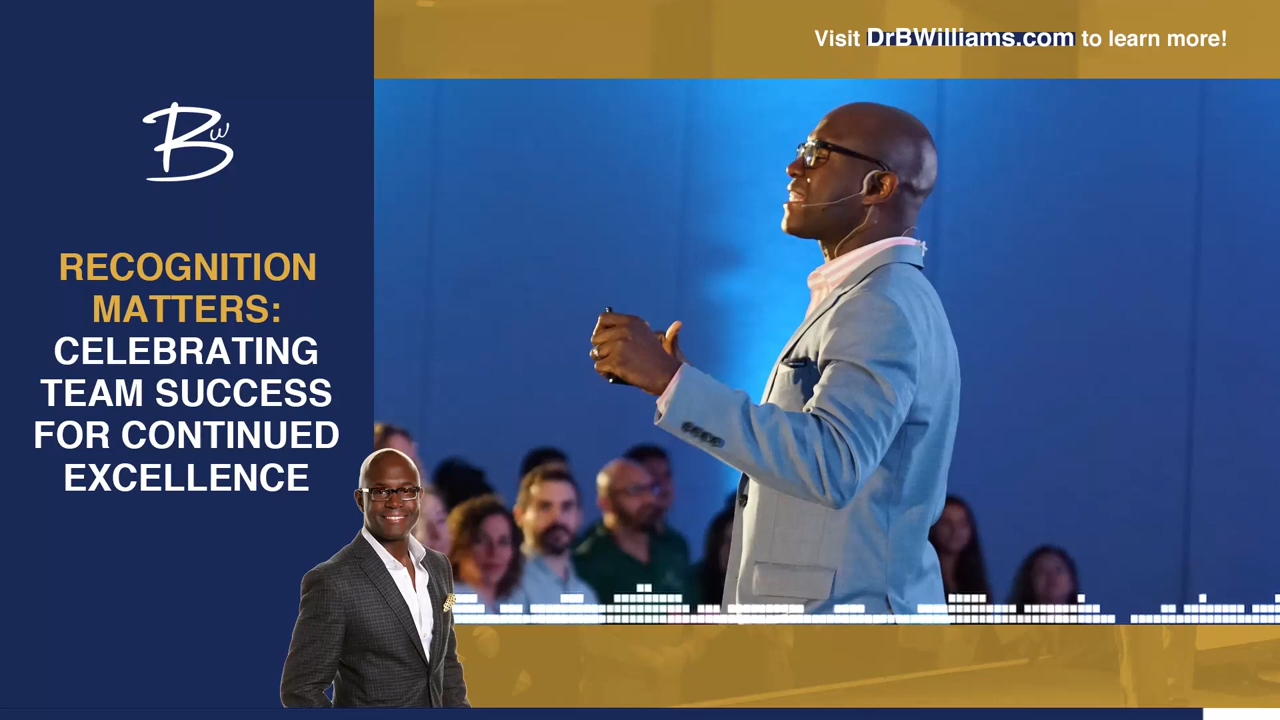 Visit DrBWilliams.com to learn more!
BW
RECOGNITION
MATTERS:
CELEBRATING
TEAM SUCCESS
FOR CONTINUED
EXCELLENCE